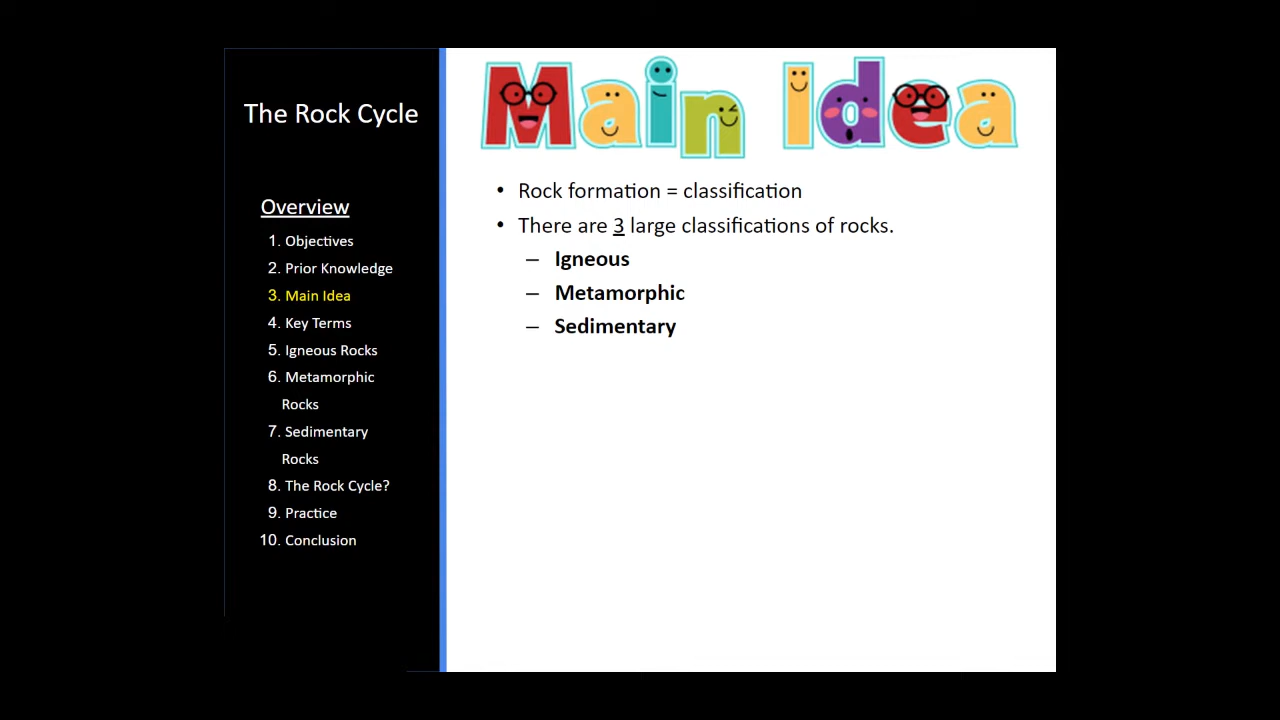 The Rock Cycle
Overview
1. Objectives
2. Prior Knowledge
3. Main Idea
4. Key Terms
5. Igneous Rocks
6. Metamorphic
Rocks
7. Sedimentary
Rocks
8. The Rock Cycle?
9. Practice
10. Conclusion
Main Idea
• Rock formation = classification
• There are 3 large classifications of rocks.
– Igneous
– Metamorphic
– Sedimentary